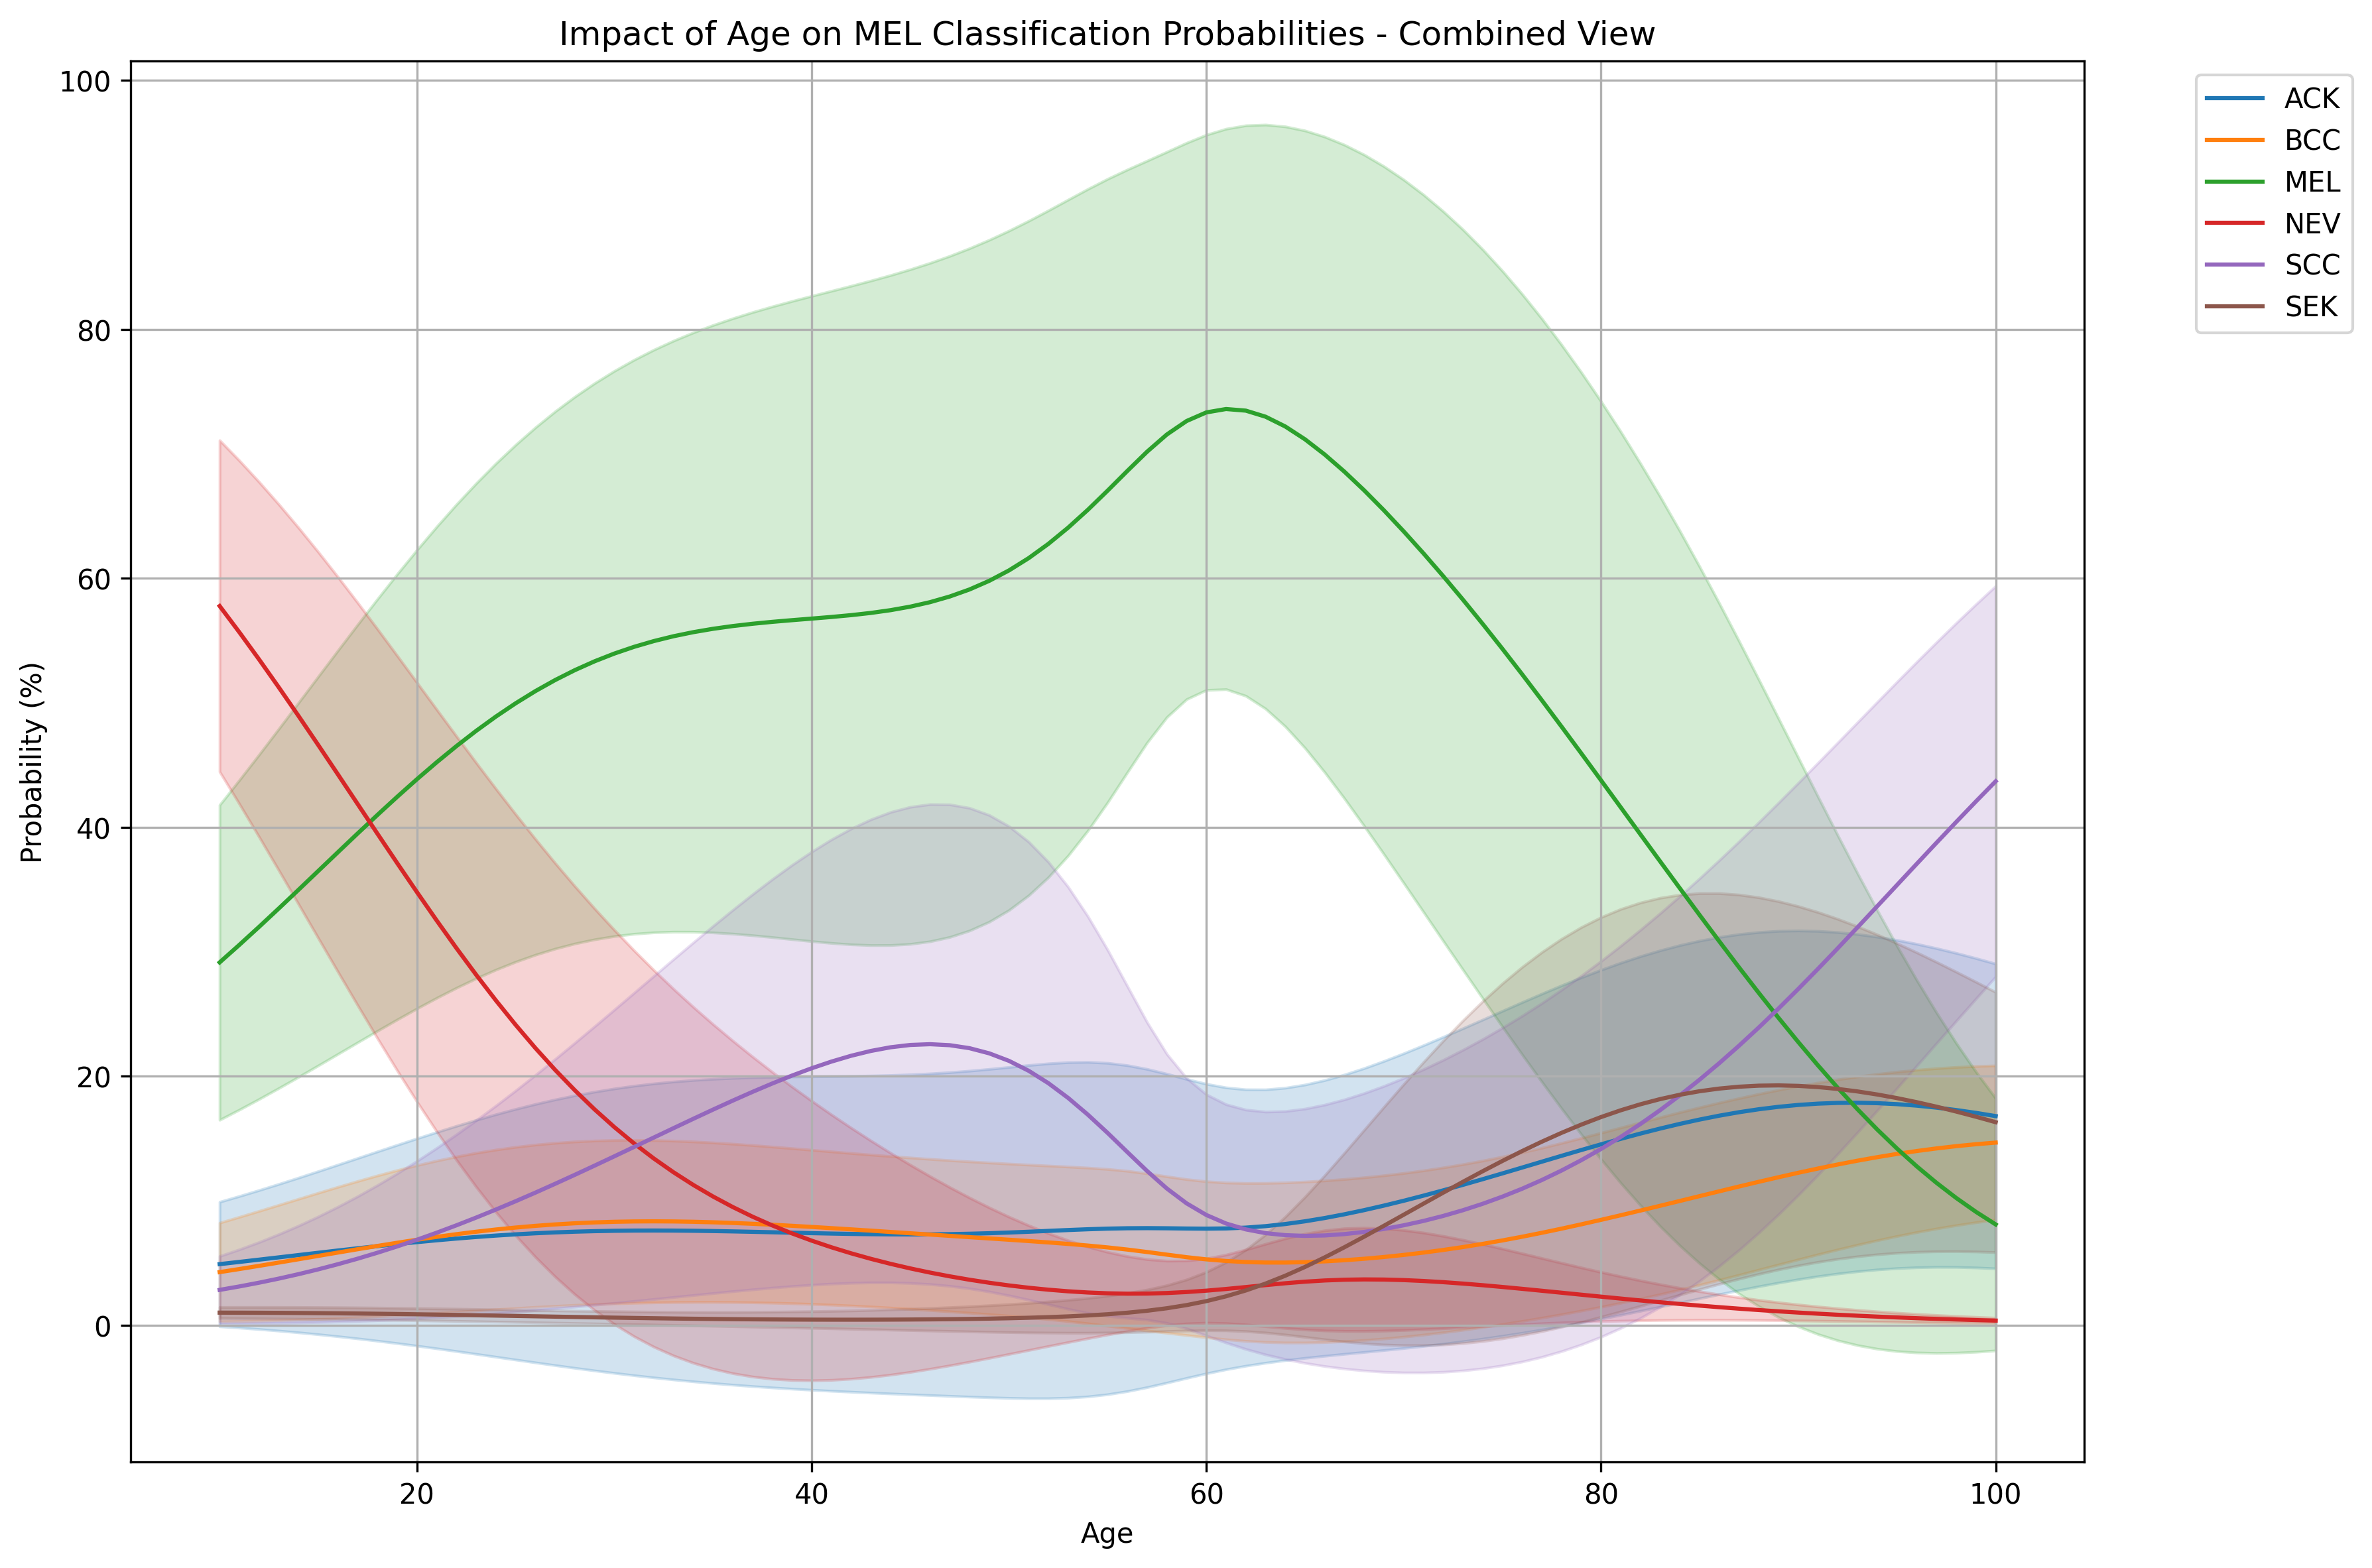 Impact of Age on MEL Classification Probabilities - Combined View
100
80
60
40
20
0
Probability (%)
20 40 60 80 100
Age
ACK
BCC
MEL
NEV
SCC
SEK